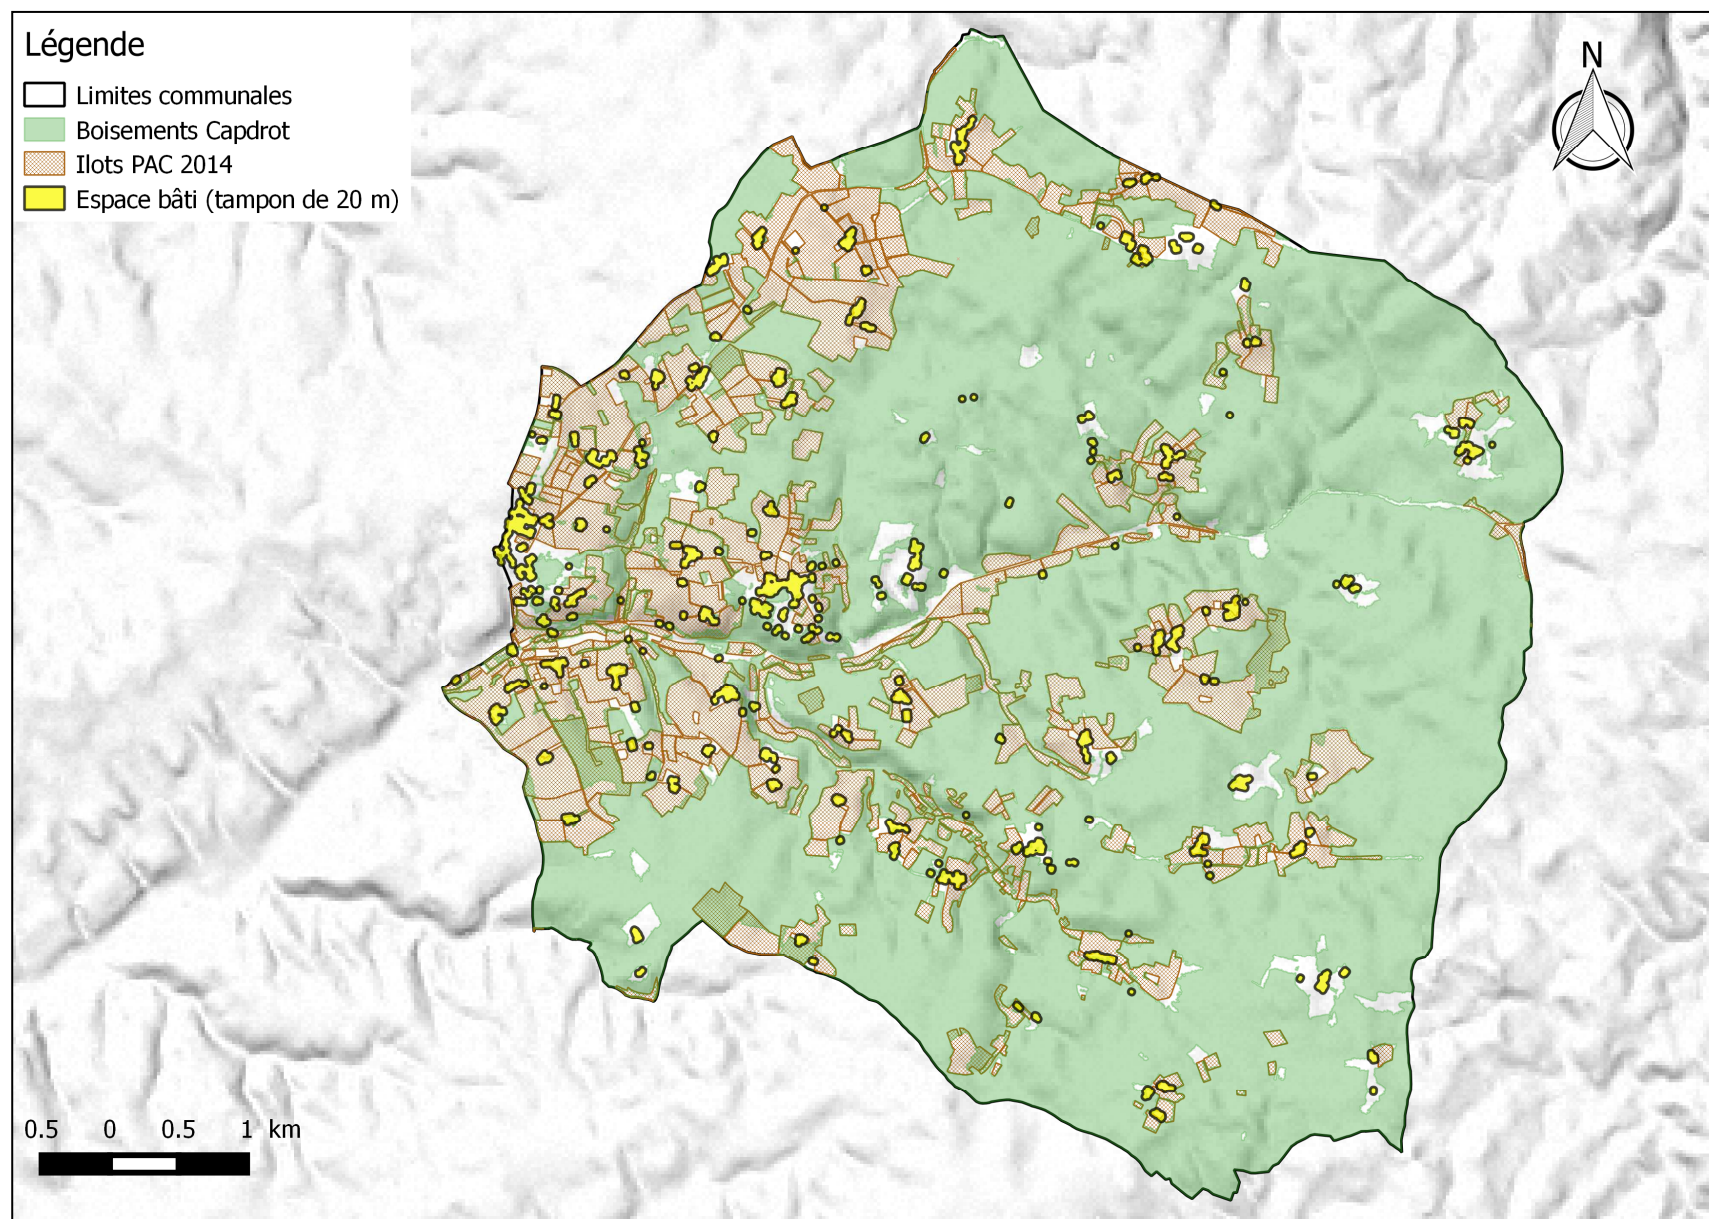 Légende
Limites communales
Boisements Capdrot
Ilots PAC 2014
Espace bâti (tampon de 20 m)
N
0.5 0 0.5 1 km